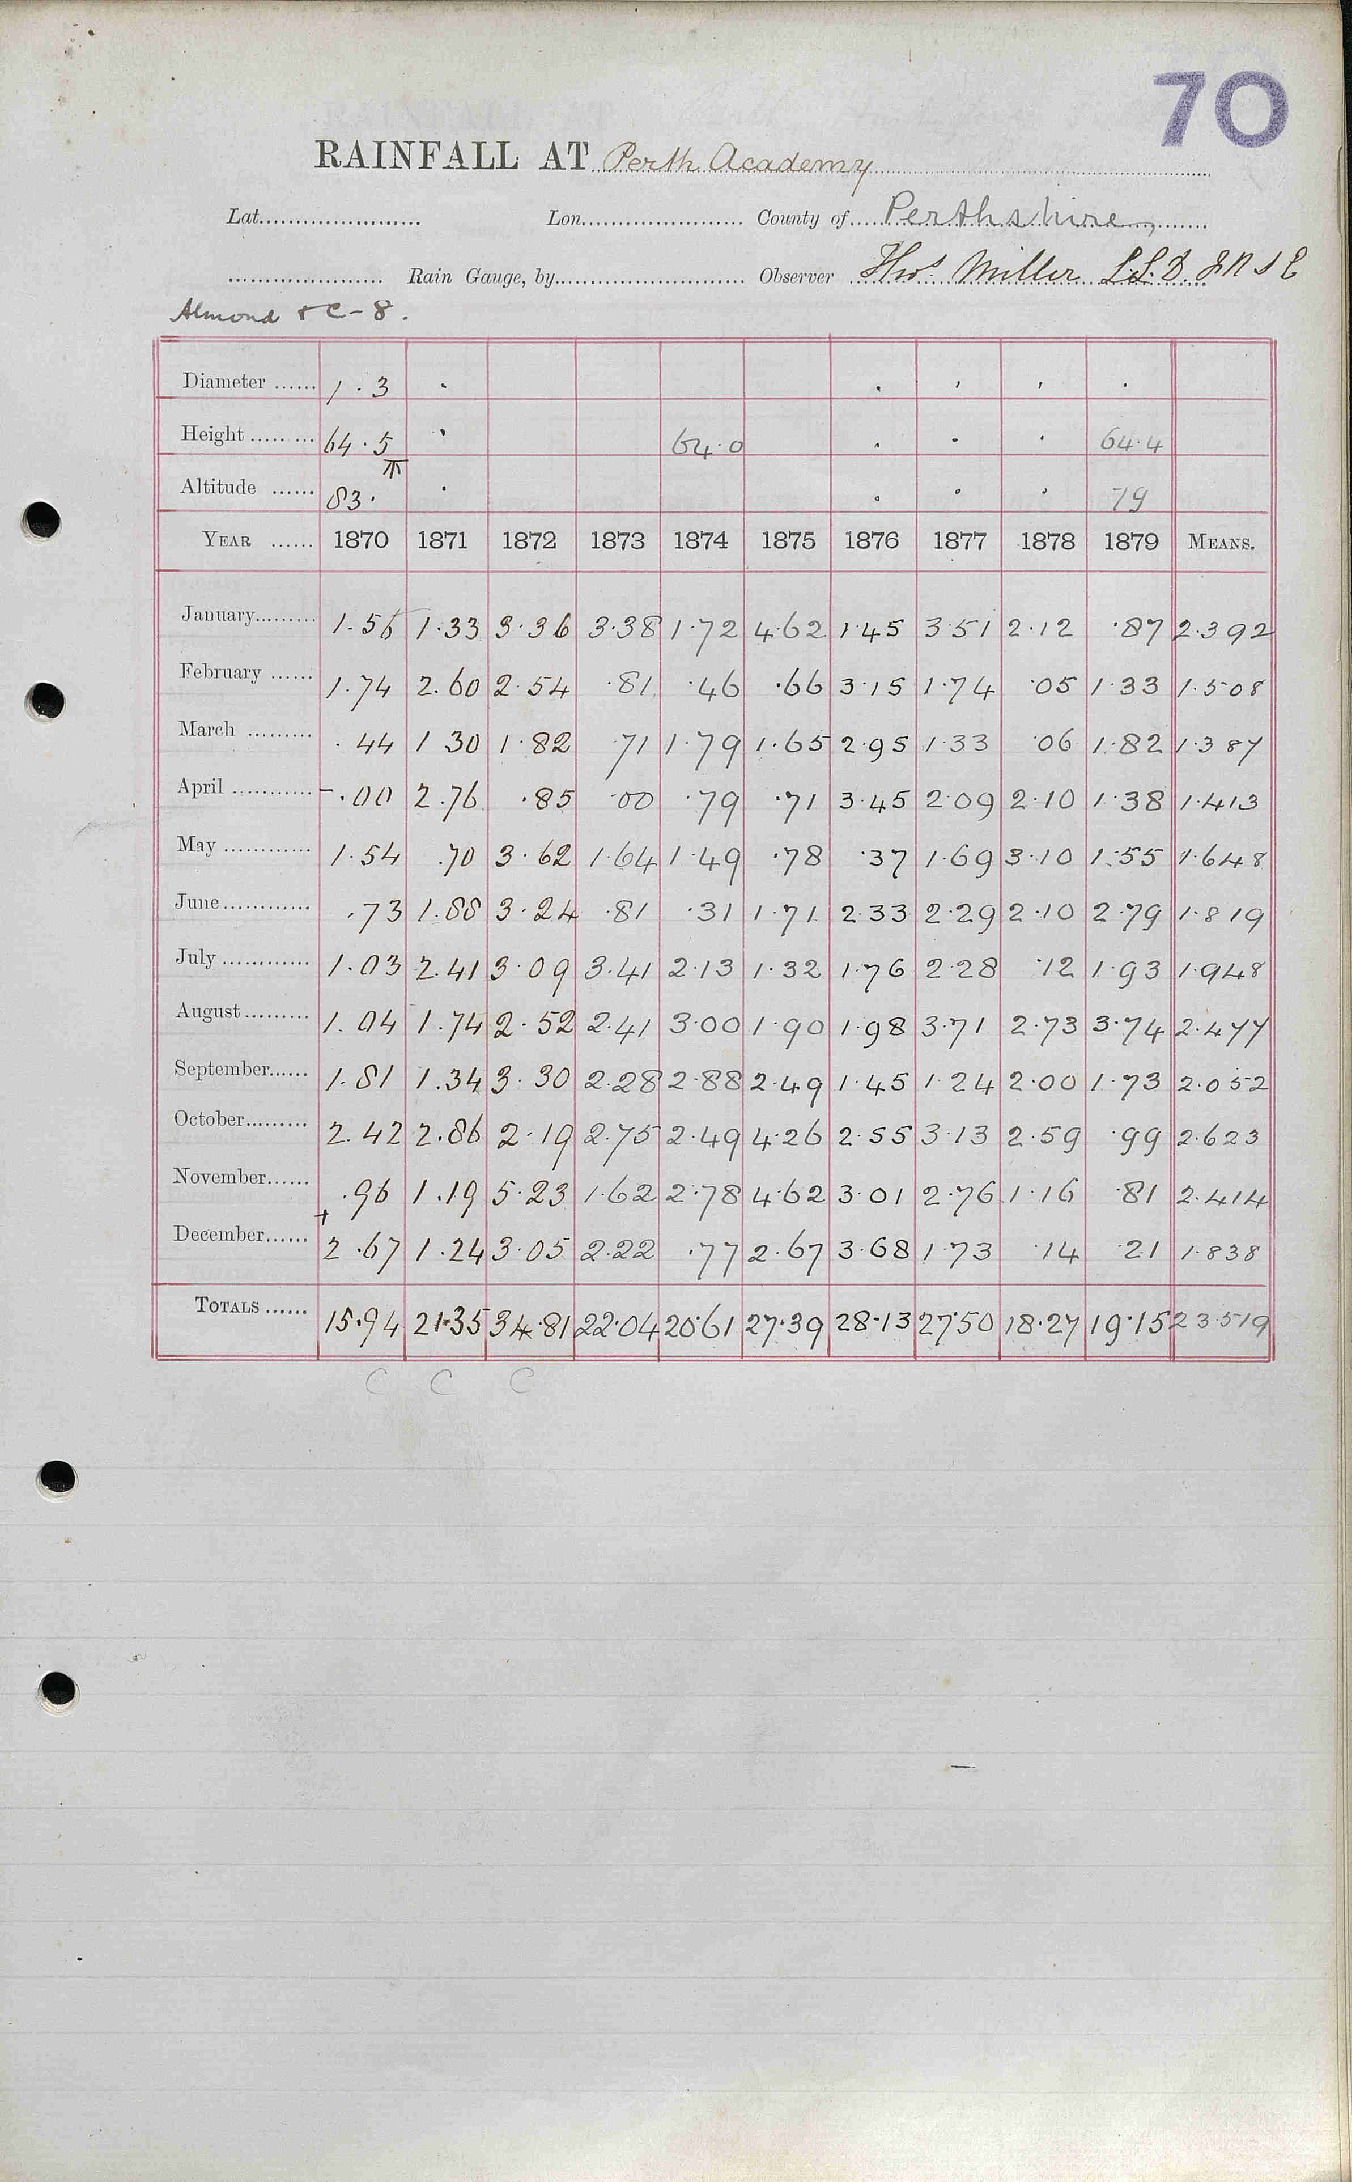 70
RAINFALL AT Perth Academy
Lat. Lon. County of Perthshire
Rain Gauge, by Observer Thos. Miller L.L.D. F R S E
Almond & C-8.
Diameter 1.3
Height 64.5 64.0 64.4
Altitude 83. 79
YEAR 1870 1871 1872 1873 1874 1875 1876 1877 1878 1879 MEANS.
January 1.56 1.33 3.36 3.38 1.72 4.62 1.45 3.51 2.12 .87 2.392
February 1.74 2.60 2.54 .81 .46 .66 3.15 1.74 .05 1.33 1.508
March .44 1.30 1.82 .71 1.79 1.65 2.95 1.33 .06 1.82 1.387
April -.00 2.76 .85 .00 .79 .71 3.45 2.09 2.10 1.38 1.413
May 1.54 .70 3.62 1.64 1.49 .78 .37 1.69 3.10 1.55 1.648
June .73 1.88 3.24 .81 .31 1.71 2.33 2.29 2.10 2.79 1.819
July 1.03 2.41 3.09 3.41 2.13 1.32 1.76 2.28 .12 1.93 1.948
August 1.04 1.74 2.52 2.41 3.00 1.90 1.98 3.71 2.73 3.74 2.477
September 1.81 1.34 3.30 2.28 2.88 2.49 1.45 1.24 2.00 1.73 2.052
October 2.42 2.86 2.19 2.75 2.49 4.26 2.55 3.13 2.59 .99 2.623
November .96 1.19 5.23 1.62 2.78 4.62 3.01 2.76 1.16 .81 2.414
December 2.67 1.24 3.05 2.22 .77 2.67 3.68 1.73 .14 .21 1.838
TOTALS 15.94 21.35 34.81 22.04 20.61 27.39 28.13 27.50 18.27 19.15 23.519
C C C